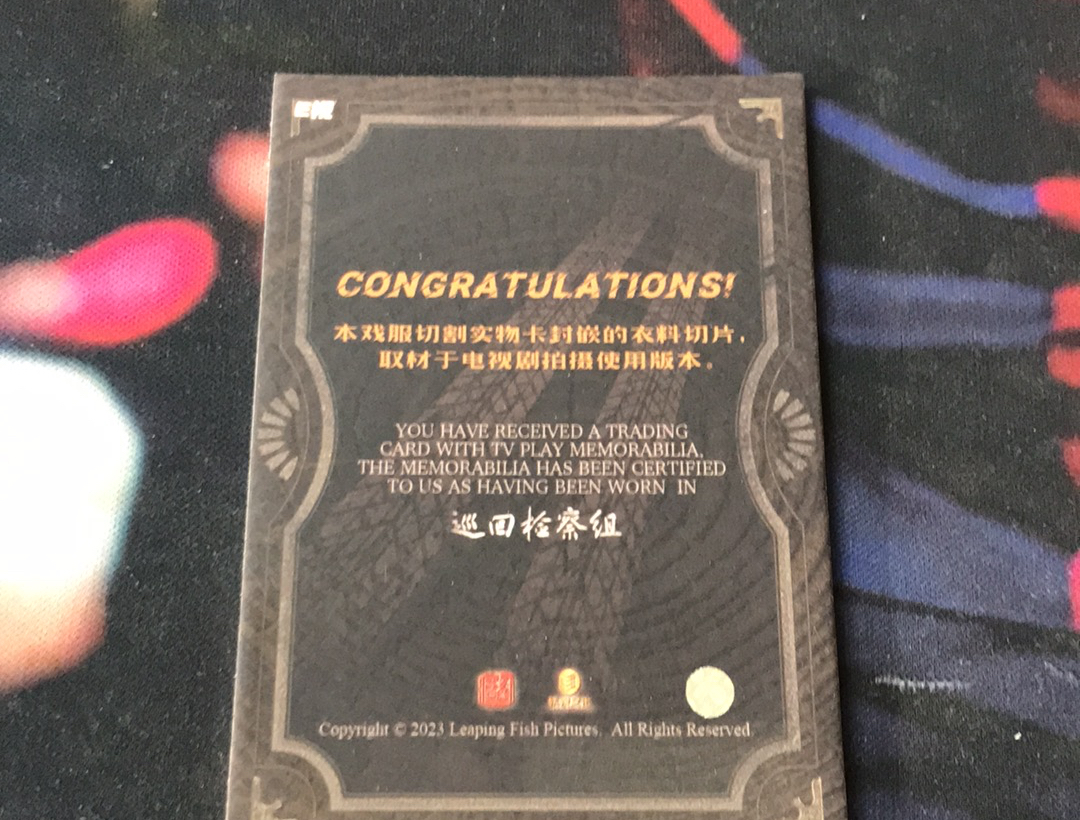 CONGRATULATIONS!
本戏服切割实物卡封嵌的衣料切片，
取材于电视剧拍摄使用版本。
YOU HAVE RECEIVED A TRADING
CARD WITH TV PLAY MEMORABILIA,
THE MEMORABILIA HAS BEEN CERTIFIED
TO US AS HAVING BEEN WORN IN
巡回检察组
Copyright © 2023 Leaping Fish Pictures. All Rights Reserved